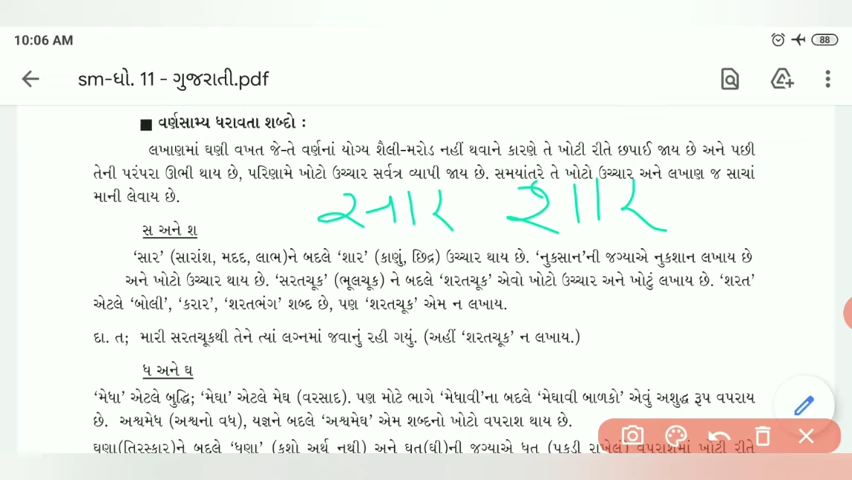 10:06 AM
88
sm-ધો. 11 - ગુજરાતી.pdf
■ વર્ણસામ્ય ધરાવતા શબ્દો :
લખાણમાં ઘણી વખત જે-તે વર્ણનાં યોગ્ય શૈલી-મરોડ નહીં થવાને કારણે તે ખોટી રીતે છપાઈ જાય છે અને પછી
તેની પરંપરા ઊભી થાય છે, પરિણામે ખોટો ઉચ્ચાર સર્વત્ર વ્યાપી જાય છે. સમયાંતરે તે ખોટો ઉચ્ચાર અને લખાણ જ સાચાં
માની લેવાય છે.
સાર શાર
સ અને શ
'સાર' (સારાંશ, મદદ, લાભ)ને બદલે 'શાર' (કાણું, છિદ્ર) ઉચ્ચાર થાય છે. 'નુકસાન'ની જગ્યાએ નુકશાન લખાય છે
અને ખોટો ઉચ્ચાર થાય છે. 'સરતચૂક' (ભૂલચૂક) ને બદલે 'શરતચૂક' એવો ખોટો ઉચ્ચાર અને ખોટું લખાય છે. 'શરત'
એટલે 'બોલી', 'કરાર', 'શરતભંગ' શબ્દ છે, પણ 'શરતચૂક' એમ ન લખાય.
દા. ત; મારી સરતચૂકથી તેને ત્યાં લગ્નમાં જવાનું રહી ગયું. (અહીં 'શરતચૂક' ન લખાય.)
ધ અને ઘ
'મેધા' એટલે બુદ્ધિ; 'મેઘા' એટલે મેઘ (વરસાદ). પણ મોટે ભાગે 'મેધાવી'ના બદલે 'મેઘાવી બાળકો' એવું અશુદ્ધ રૂપ વપરાય
છે. અશ્વમેધ (અશ્વનો વધ), યજ્ઞને બદલે 'અશ્વમેઘ' એમ શબ્દનો ખોટો વપરાશ થાય છે.
ઘૃણા(તિરસ્કાર)ને બદલે 'ધૃણા' (કશો અર્થ નથી) અને ઘૃત(ઘી)ની જગ્યાએ ધૃત (પકડી રાખેલું) વપરાશમાં ખોટી રીતે